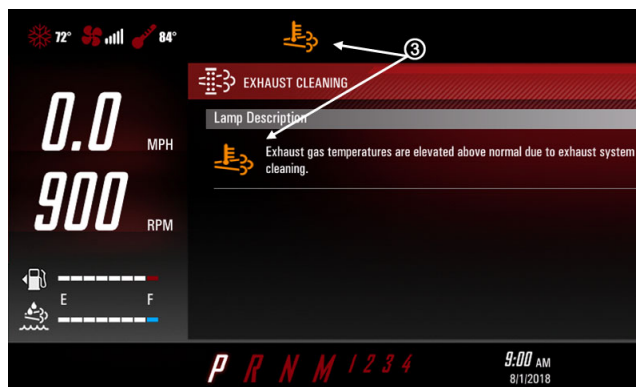 72° 84°
③
EXHAUST CLEANING
Lamp Description
Exhaust gas temperatures are elevated above normal due to exhaust system
cleaning.
0.0 MPH
900 RPM
E F
P R N M 1 2 3 4
9:00 AM
8/1/2018